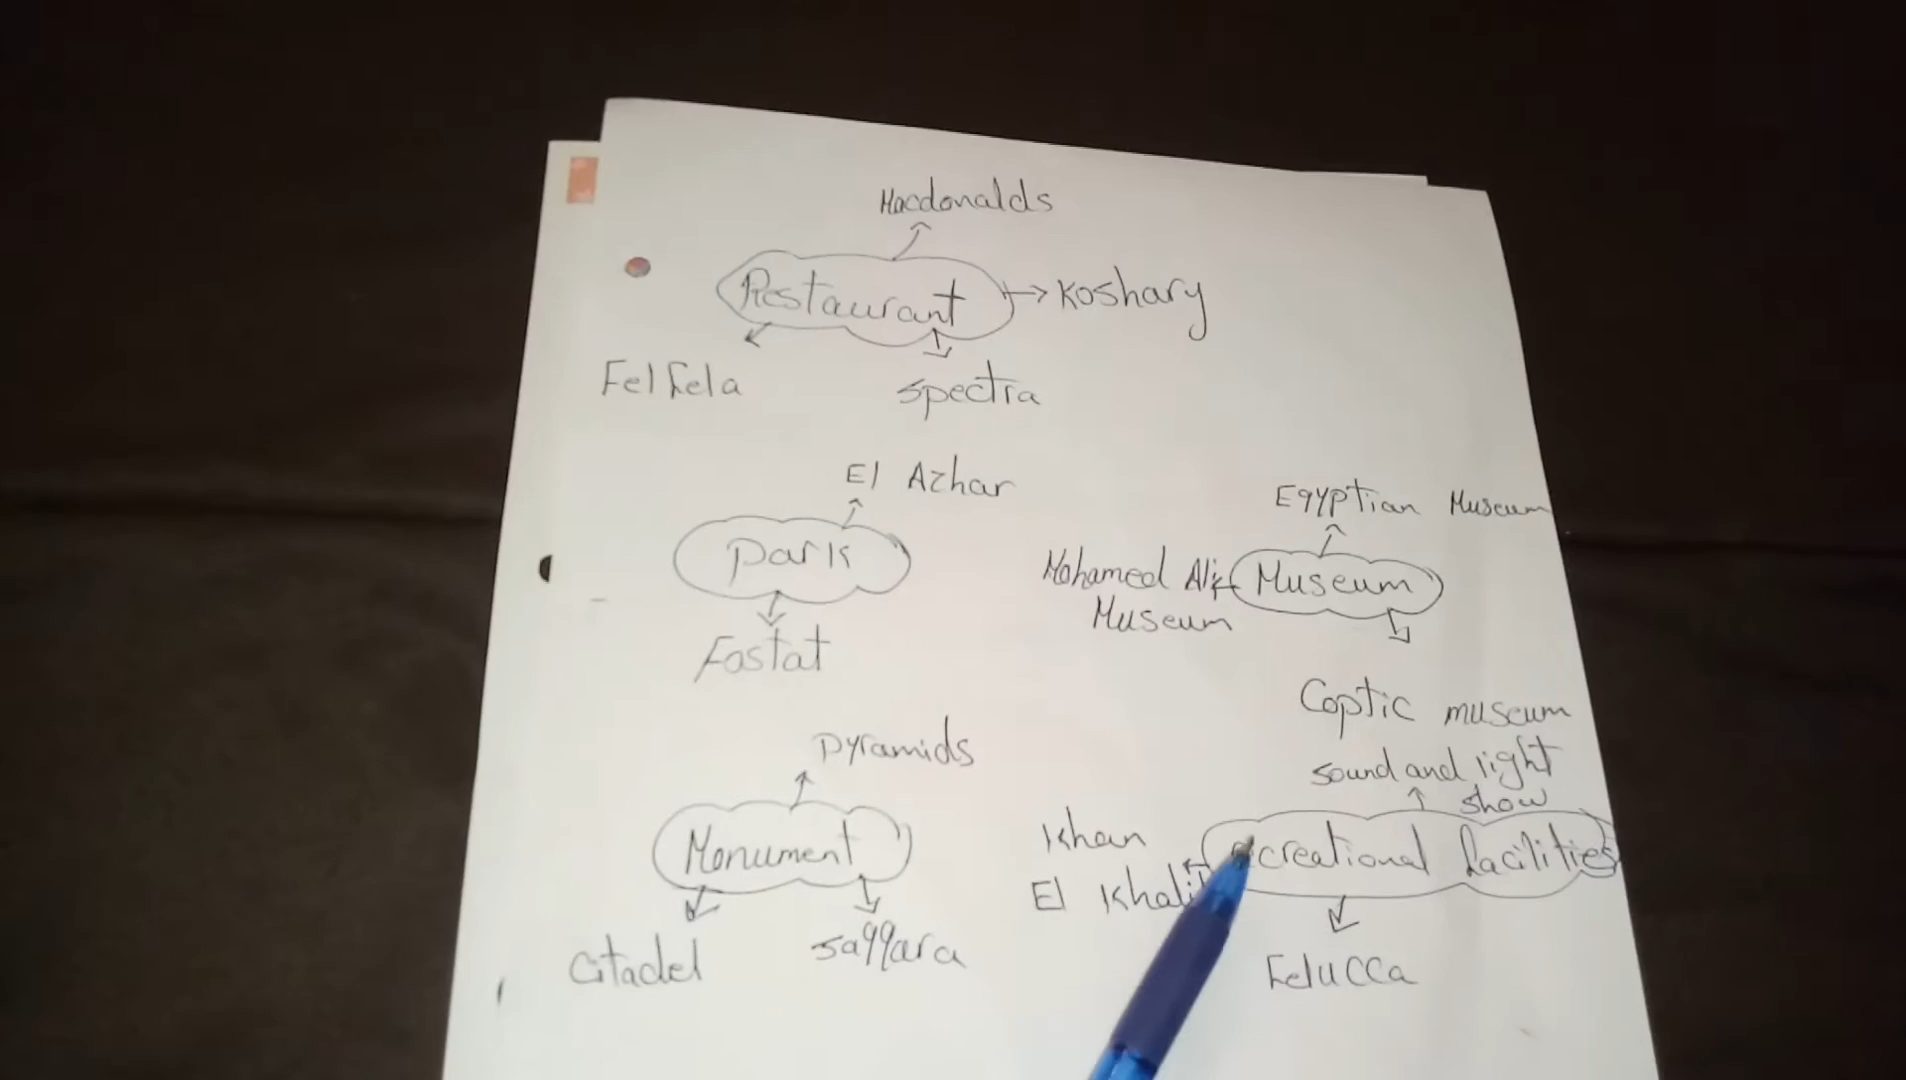 Macdonalds
Restaurant
Koshary
Felfela
spectra
El Azhar
park
Fostat
Egyptian Museum
Mohamed Ali
Museum
Museum
Coptic museum
pyramids
Monument
Citadel
saqqara
sound and light
show
creational facilities
Khan
El
Felucca